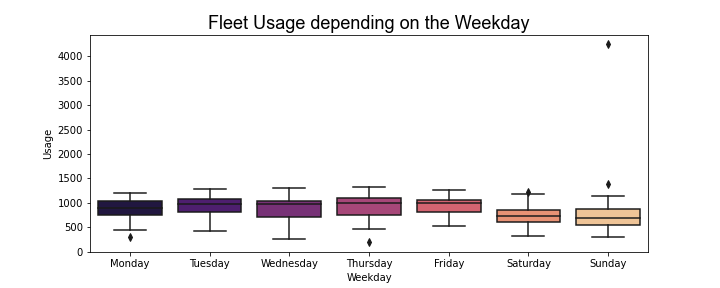 Fleet Usage depending on the Weekday
4000
3500
3000
2500
2000
1500
1000
500
0
Usage
Monday Tuesday Wednesday Thursday Friday Saturday Sunday
Weekday